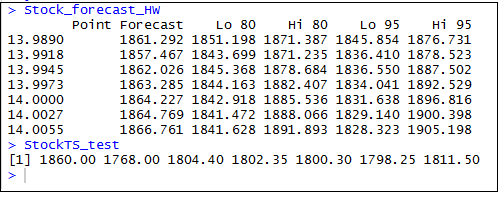 > Stock_forecast_HW
Point Forecast Lo 80 Hi 80 Lo 95 Hi 95
13.9890 1861.292 1851.198 1871.387 1845.854 1876.731
13.9918 1857.467 1843.699 1871.235 1836.410 1878.523
13.9945 1862.026 1845.368 1878.684 1836.550 1887.502
13.9973 1863.285 1844.163 1882.407 1834.041 1892.529
14.0000 1864.227 1842.918 1885.536 1831.638 1896.816
14.0027 1864.769 1841.472 1888.066 1829.140 1900.398
14.0055 1866.761 1841.628 1891.893 1828.323 1905.198
> StockTS_test
[1] 1860.00 1768.00 1804.40 1802.35 1800.30 1798.25 1811.50
>